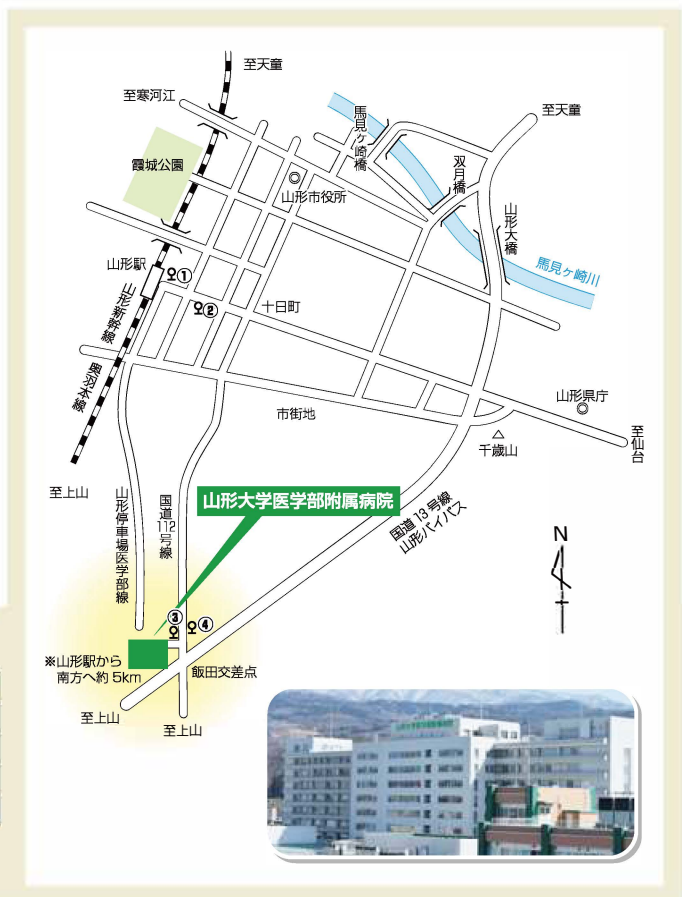 至天童
至寒河江
至天童
馬見ヶ崎橋
霞城公園
双月橋
山形市役所
山形大橋
馬見ヶ崎川
山形駅
①
②
十日町
山形新幹線
奥羽本線
市街地
山形県庁
千歳山
至仙台
至上山
山形停車場医学部線
国道112号線
山形大学医学部附属病院
国道13号線
山形バイパス
N
③
④
※山形駅から
南方へ約5km
飯田交差点
至上山
至上山